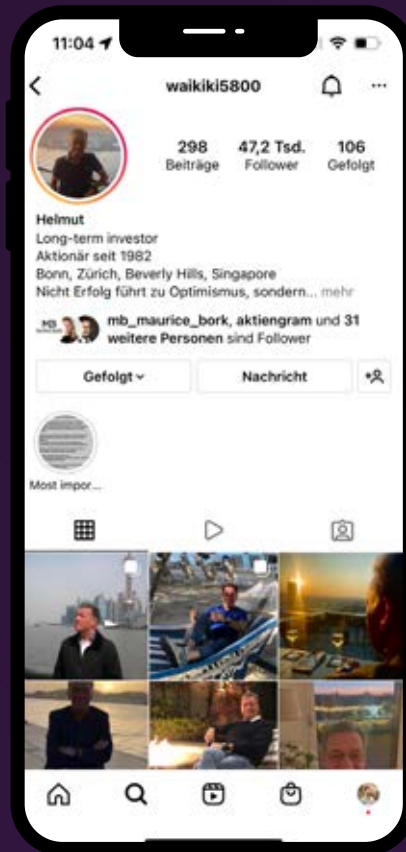 11:04
waikiki5800
298 47,2 Tsd. 106
Beiträge Follower Gefolgt
Helmut
Long-term investor
Aktionär seit 1982
Bonn, Zürich, Beverly Hills, Singapore
Nicht Erfolg führt zu Optimismus, sondern... mehr
MB
mb_maurice_bork, aktiengram und 31
weitere Personen sind Follower
Gefolgt Nachricht
Most impor...